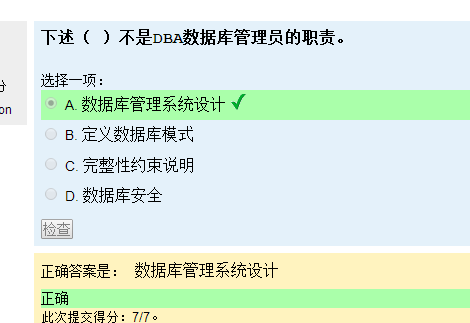 下述（ ）不是DBA数据库管理员的职责。
分
on
选择一项：
A. 数据库管理系统设计
B. 定义数据库模式
C. 完整性约束说明
D. 数据库安全
检查
正确答案是： 数据库管理系统设计
正确
此次提交得分：7/7。